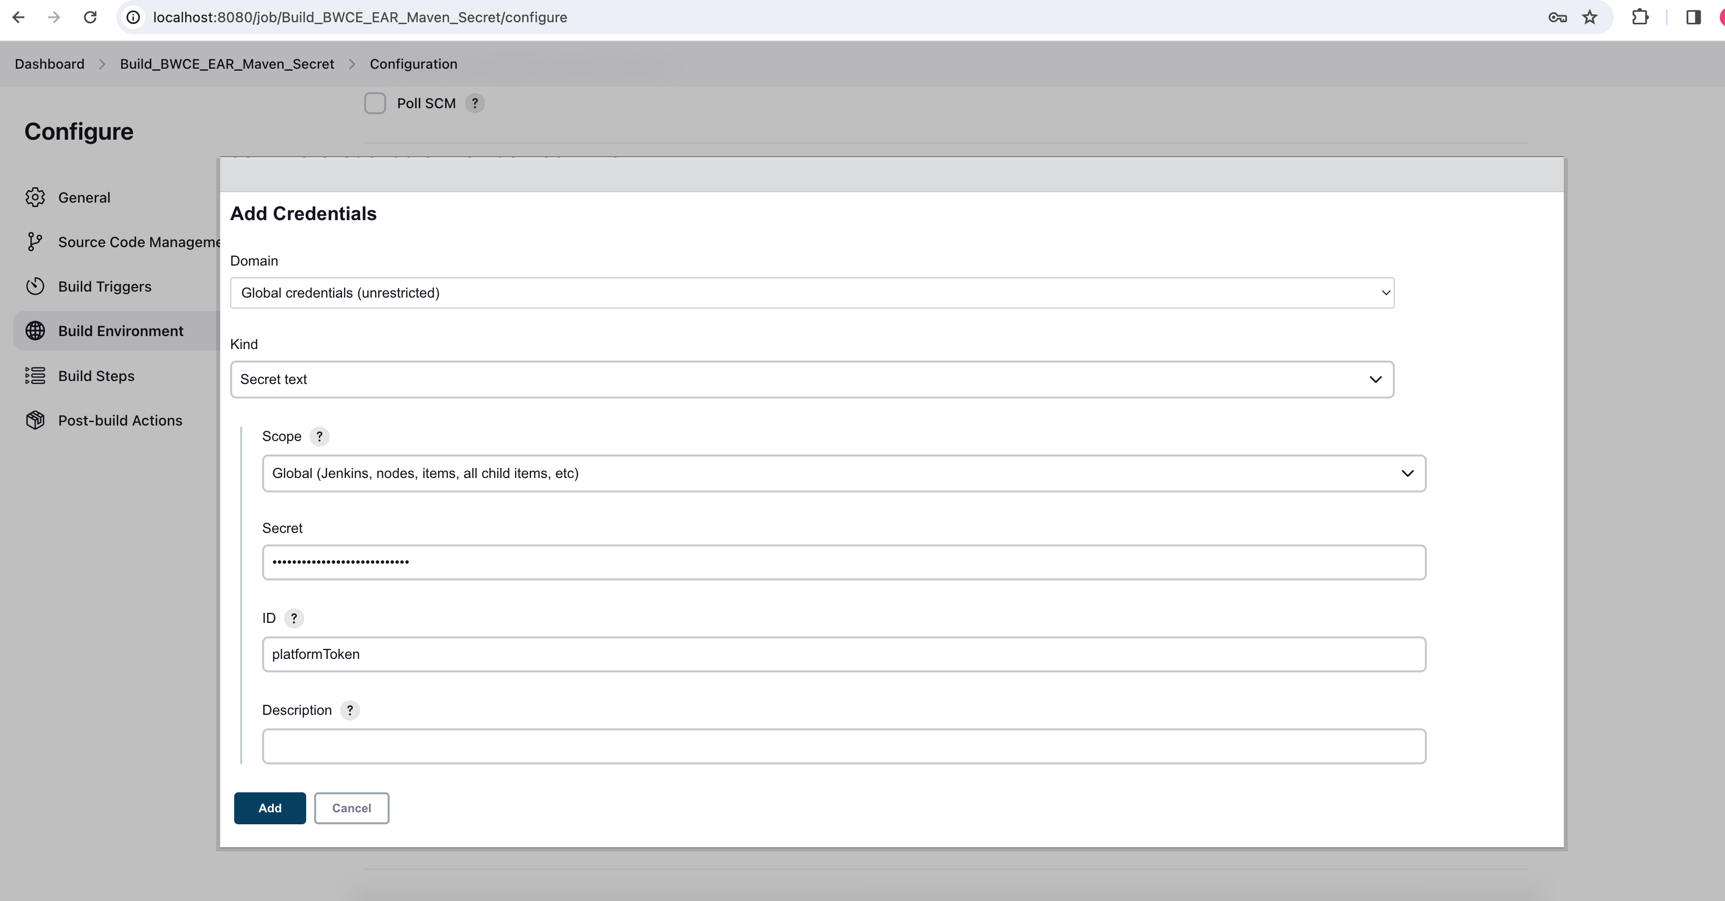 localhost:8080/job/Build_BWCE_EAR_Maven_Secret/configure
Dashboard > Build_BWCE_EAR_Maven_Secret > Configuration
Poll SCM ?
Configure
General
Source Code Manageme
Build Triggers
Build Environment
Build Steps
Post-build Actions
Add Credentials
Domain
Global credentials (unrestricted)
Kind
Secret text
Scope ?
Global (Jenkins, nodes, items, all child items, etc)
Secret
••••••••••••••••••••••••••••
ID ?
platformToken
Description ?
Add Cancel